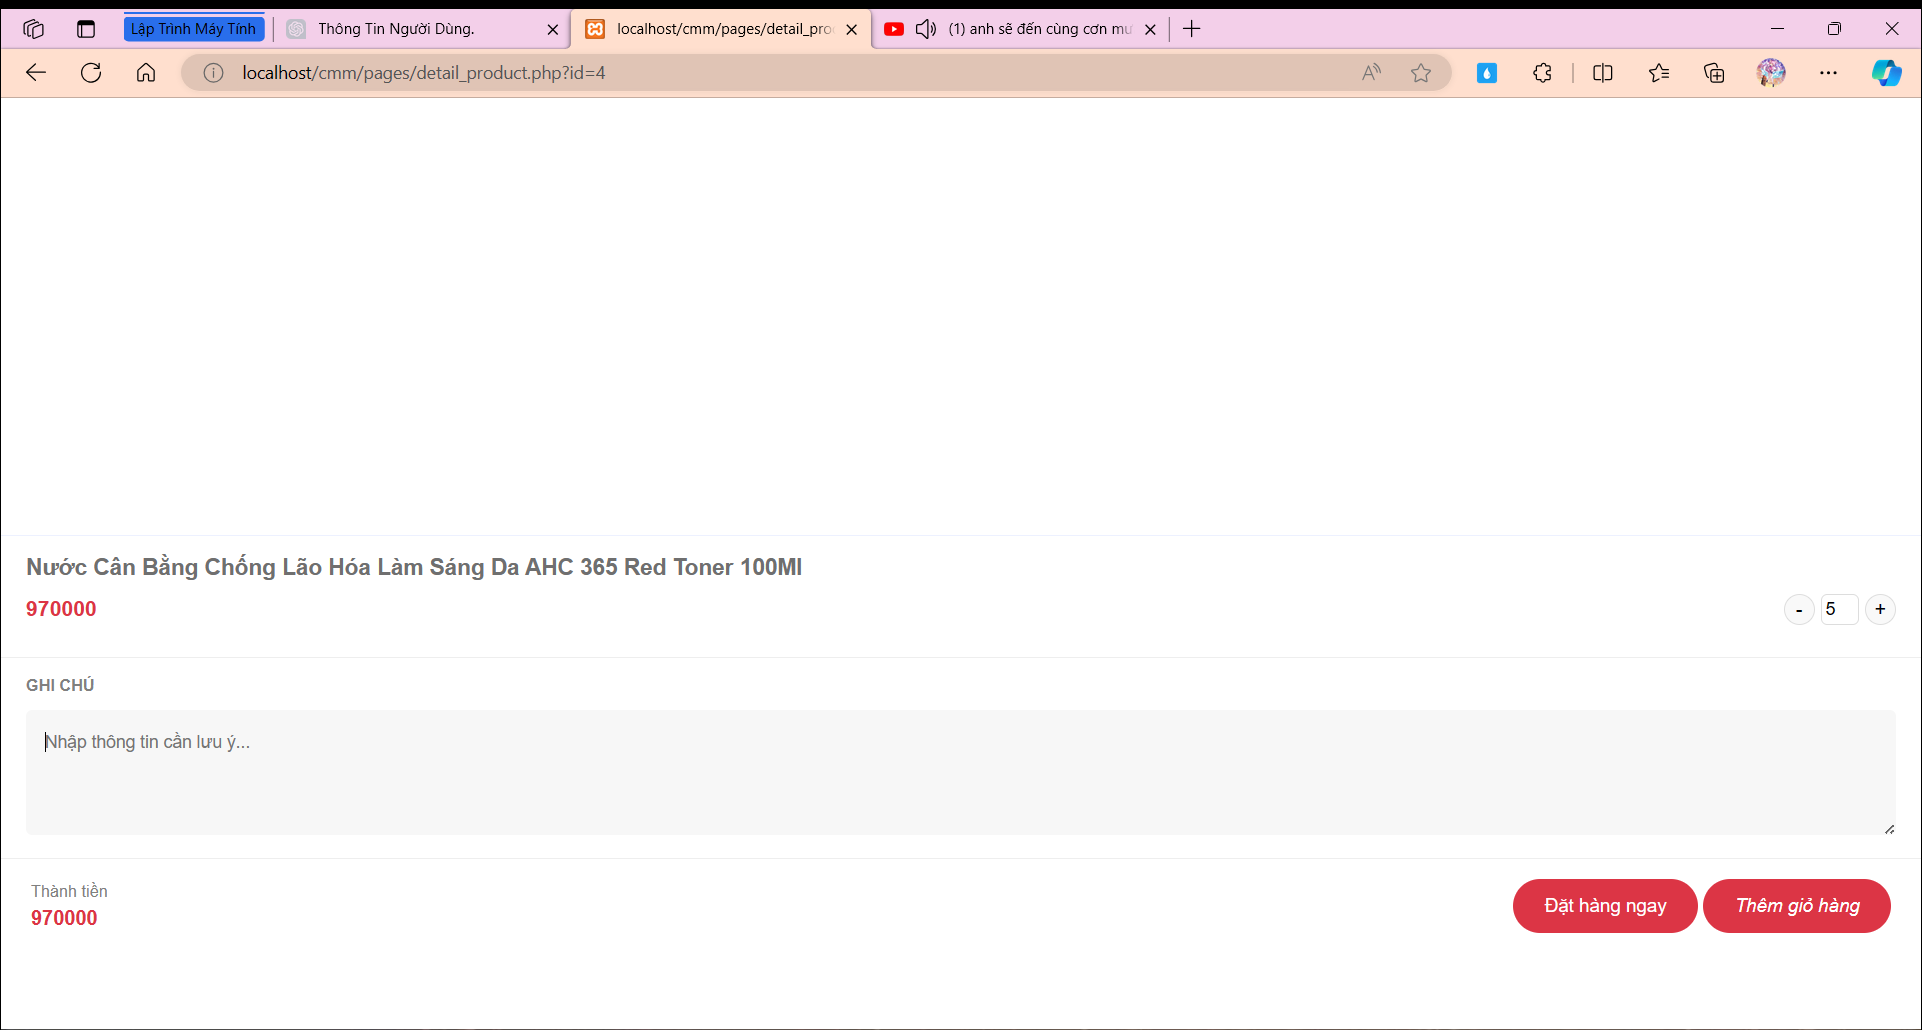 Lập Trình Máy Tính
Thông Tin Người Dùng.
localhost/cmm/pages/detail_pro
(1) anh sẽ đến cùng cơn mư
localhost/cmm/pages/detail_product.php?id=4
Nước Cân Bằng Chống Lão Hóa Làm Sáng Da AHC 365 Red Toner 100Ml
970000
- 5 +
GHI CHÚ
Nhập thông tin cần lưu ý...
Thành tiền
970000
Đặt hàng ngay
Thêm giỏ hàng